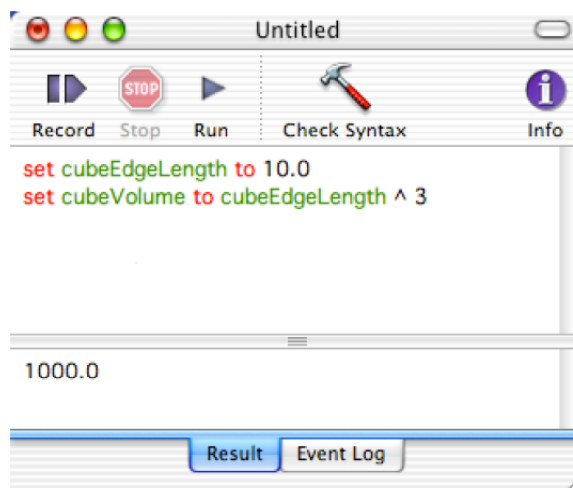 Untitled
Record STOP Stop Run Check Syntax i Info
set cubeEdgeLength to 10.0
set cubeVolume to cubeEdgeLength ^ 3
1000.0
Result Event Log